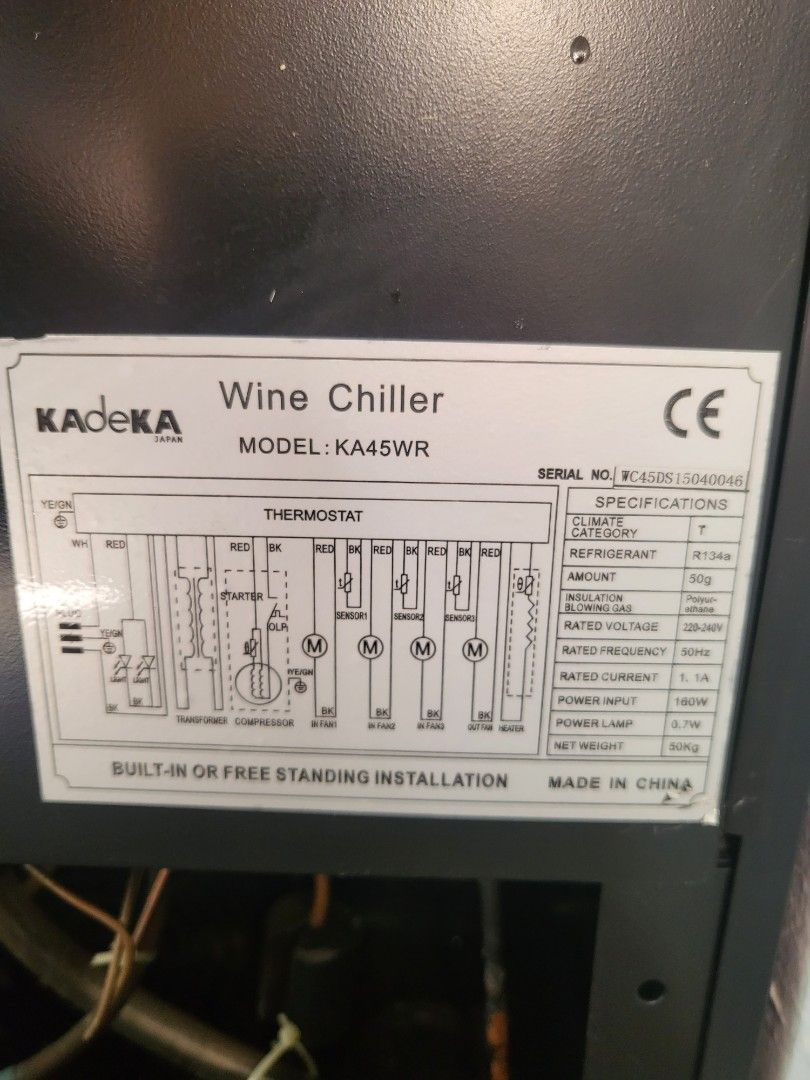 KAdeKA
JAPAN
Wine Chiller
MODEL: KA45WR
CE
SERIAL NO. WC45DS15040046
YE/GN
THERMOSTAT
WH RED RED BK RED BK RED BK RED BK RED
STARTER
OLP
SENSOR1 SENSOR2 SENSOR3
YE/GN
LIGHT LIGHT
M M M M
YE/GN
BK BK BK BK BK BK
TRANSFORMER COMPRESSOR IN FAN1 IN FAN2 IN FAN3 OUT FAN HEATER
SPECIFICATIONS
CLIMATE CATEGORY T
REFRIGERANT R134a
AMOUNT 50g
INSULATION BLOWING GAS Polyur-ethane
RATED VOLTAGE 220-240V
RATED FREQUENCY 50Hz
RATED CURRENT 1.1A
POWER INPUT 160W
POWER LAMP 0.7W
NET WEIGHT 50Kg
BUILT-IN OR FREE STANDING INSTALLATION MADE IN CHINA